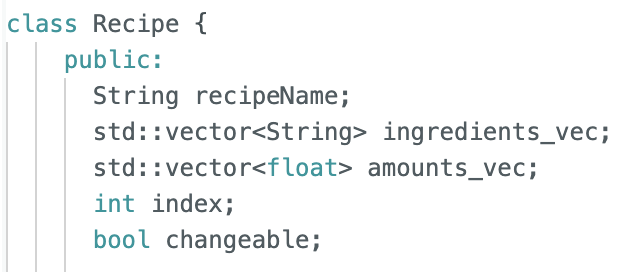 class Recipe {
public:
String recipeName;
std::vector<String> ingredients_vec;
std::vector<float> amounts_vec;
int index;
bool changeable;